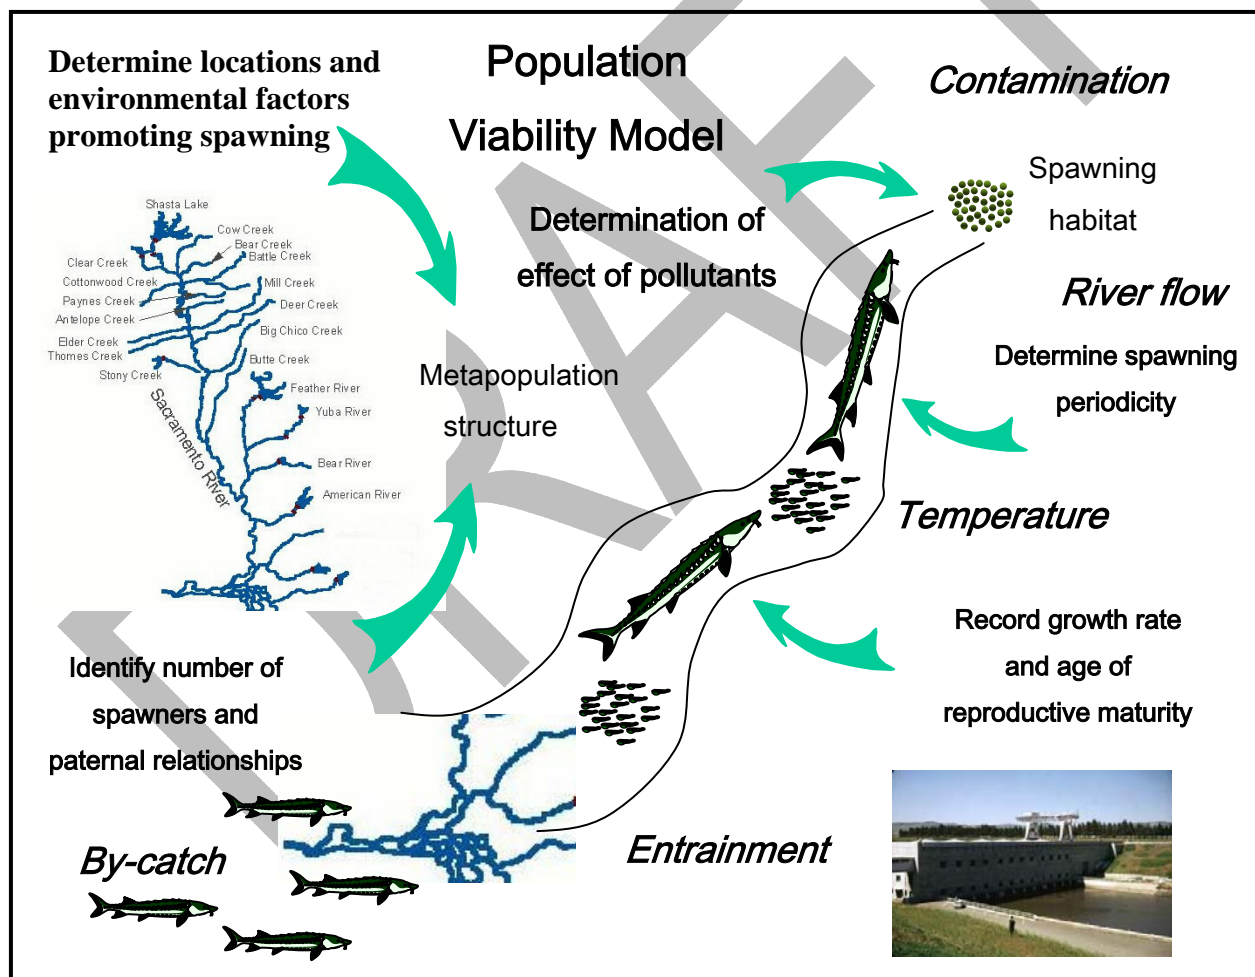 Determine locations and
environmental factors
promoting spawning
Population
Viability Model
Contamination
Spawning
habitat
Determination of
effect of pollutants
River flow
Determine spawning
periodicity
Shasta Lake
Cow Creek
Bear Creek
Battle Creek
Clear Creek
Cottonwood Creek
Mill Creek
Paynes Creek
Deer Creek
Antelope Creek
Big Chico Creek
Elder Creek
Thomes Creek
Butte Creek
Stony Creek
Feather River
Yuba River
Sacramento River
Bear River
American River
Metapopulation
structure
Temperature
Record growth rate
and age of
reproductive maturity
Identify number of
spawners and
paternal relationships
By-catch
Entrainment
DRAFT